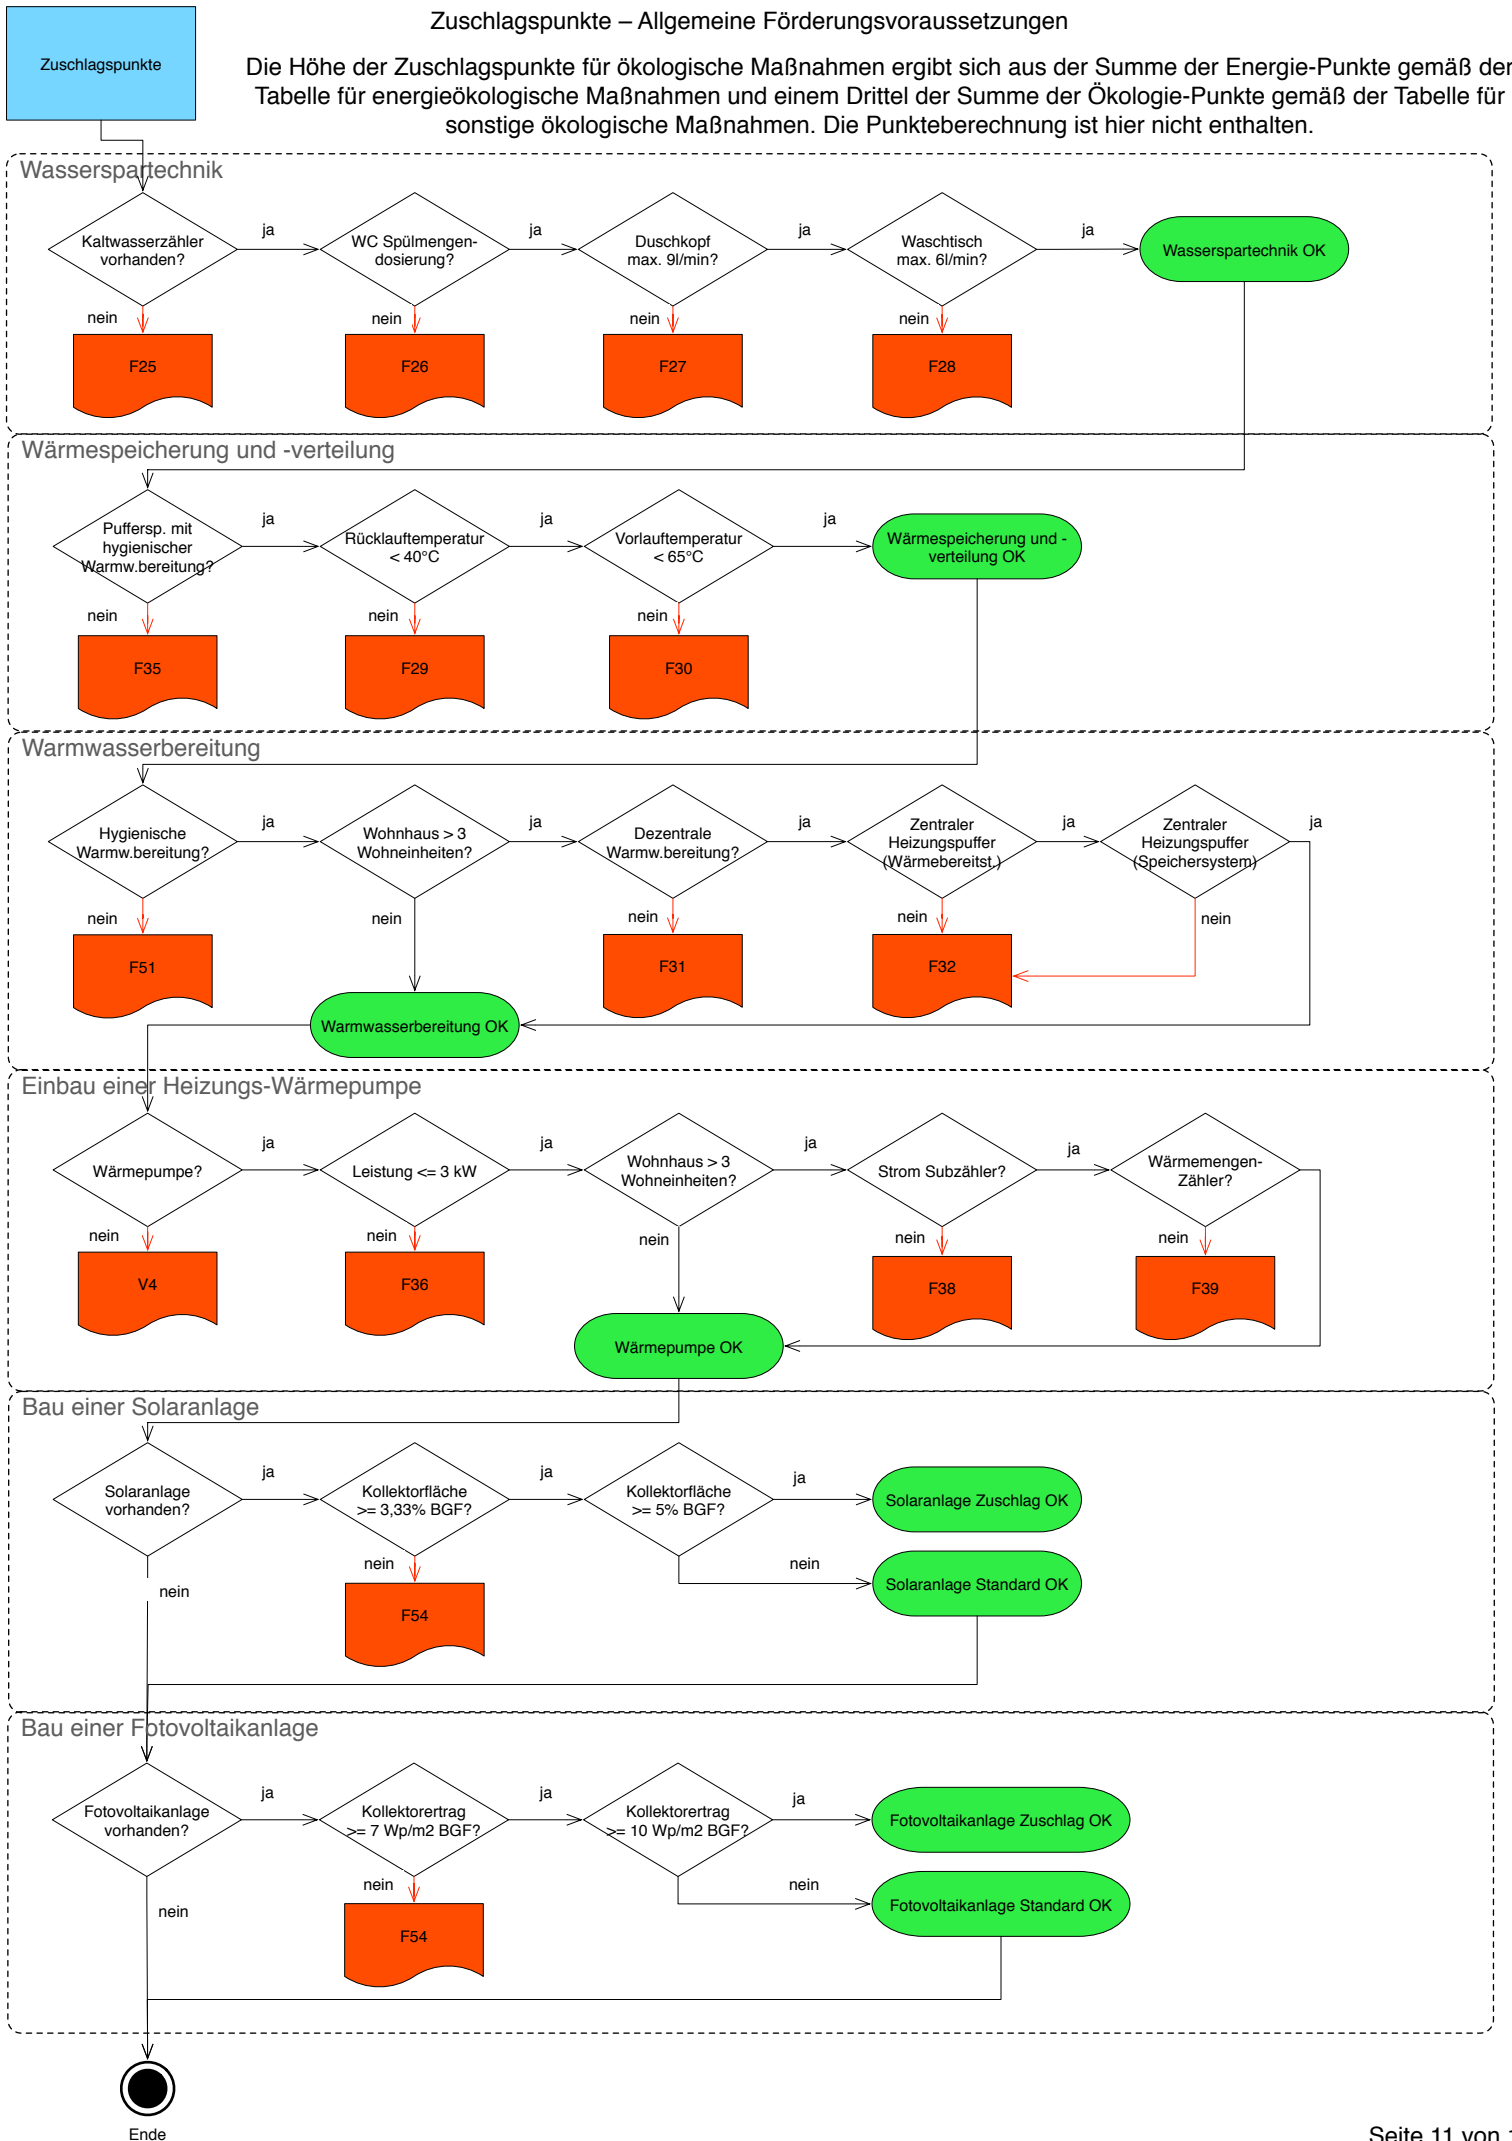 Zuschlagspunkte – Allgemeine Förderungsvoraussetzungen
Zuschlagspunkte
Die Höhe der Zuschlagspunkte für ökologische Maßnahmen ergibt sich aus der Summe der Energie-Punkte gemäß der
Tabelle für energieökologische Maßnahmen und einem Drittel der Summe der Ökologie-Punkte gemäß der Tabelle für
sonstige ökologische Maßnahmen. Die Punkteberechnung ist hier nicht enthalten.
Wasserspartechnik
Kaltwasserzähler
vorhanden?
ja
WC Spülmengen-
dosierung?
ja
Duschkopf
max. 9l/min?
ja
Waschtisch
max. 6l/min?
ja
Wasserspartechnik OK
nein
nein
nein
nein
F25
F26
F27
F28
Wärmespeicherung und -verteilung
Puffersp. mit
hygienischer
Warmw.bereitung?
ja
Rücklauftemperatur
< 40°C
ja
Vorlauftemperatur
< 65°C
ja
Wärmespeicherung und -
verteilung OK
nein
nein
nein
F35
F29
F30
Warmwasserbereitung
Hygienische
Warmw.bereitung?
ja
Wohnhaus > 3
Wohneinheiten?
ja
Dezentrale
Warmw.bereitung?
ja
Zentraler
Heizungspuffer
(Wärmebereitst.)
ja
Zentraler
Heizungspuffer
(Speichersystem)
ja
nein
nein
nein
nein
nein
F51
F31
F32
Warmwasserbereitung OK
Einbau einer Heizungs-Wärmepumpe
Wärmepumpe?
ja
Leistung <= 3 kW
ja
Wohnhaus > 3
Wohneinheiten?
ja
Strom Subzähler?
ja
Wärmemengen-
Zähler?
nein
nein
nein
nein
nein
V4
F36
F38
F39
Wärmepumpe OK
Bau einer Solaranlage
Solaranlage
vorhanden?
ja
Kollektorfläche
>= 3,33% BGF?
ja
Kollektorfläche
>= 5% BGF?
ja
Solaranlage Zuschlag OK
nein
nein
nein
Solaranlage Standard OK
F54
Bau einer Fotovoltaikanlage
Fotovoltaikanlage
vorhanden?
ja
Kollektorertrag
>= 7 Wp/m2 BGF?
ja
Kollektorertrag
>= 10 Wp/m2 BGF?
ja
Fotovoltaikanlage Zuschlag OK
nein
nein
nein
Fotovoltaikanlage Standard OK
F54
Ende
Seite 11 von